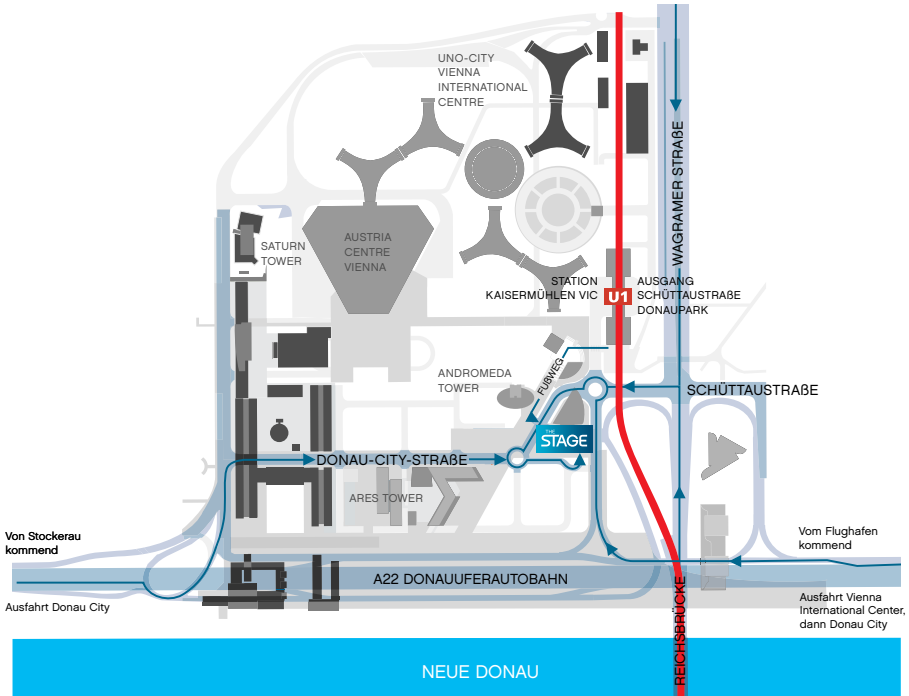 UNO-CITY
VIENNA
INTERNATIONAL
CENTRE
WAGRAMER STRAßE
SATURN
TOWER
AUSTRIA
CENTRE
VIENNA
STATION
KAISERMÜHLEN VIC
U1
AUSGANG
SCHÜTTAUSTRAßE
DONAUPARK
ANDROMEDA
TOWER
FUßWEG
SCHÜTTAUSTRAßE
THE
STAGE
DONAU-CITY-STRAßE
ARES TOWER
Von Stockerau
kommend
Vom Flughafen
kommend
A22 DONAUUFERAUTOBAHN
Ausfahrt Donau City
Ausfahrt Vienna
International Center,
dann Donau City
REICHSBRÜCKE
NEUE DONAU